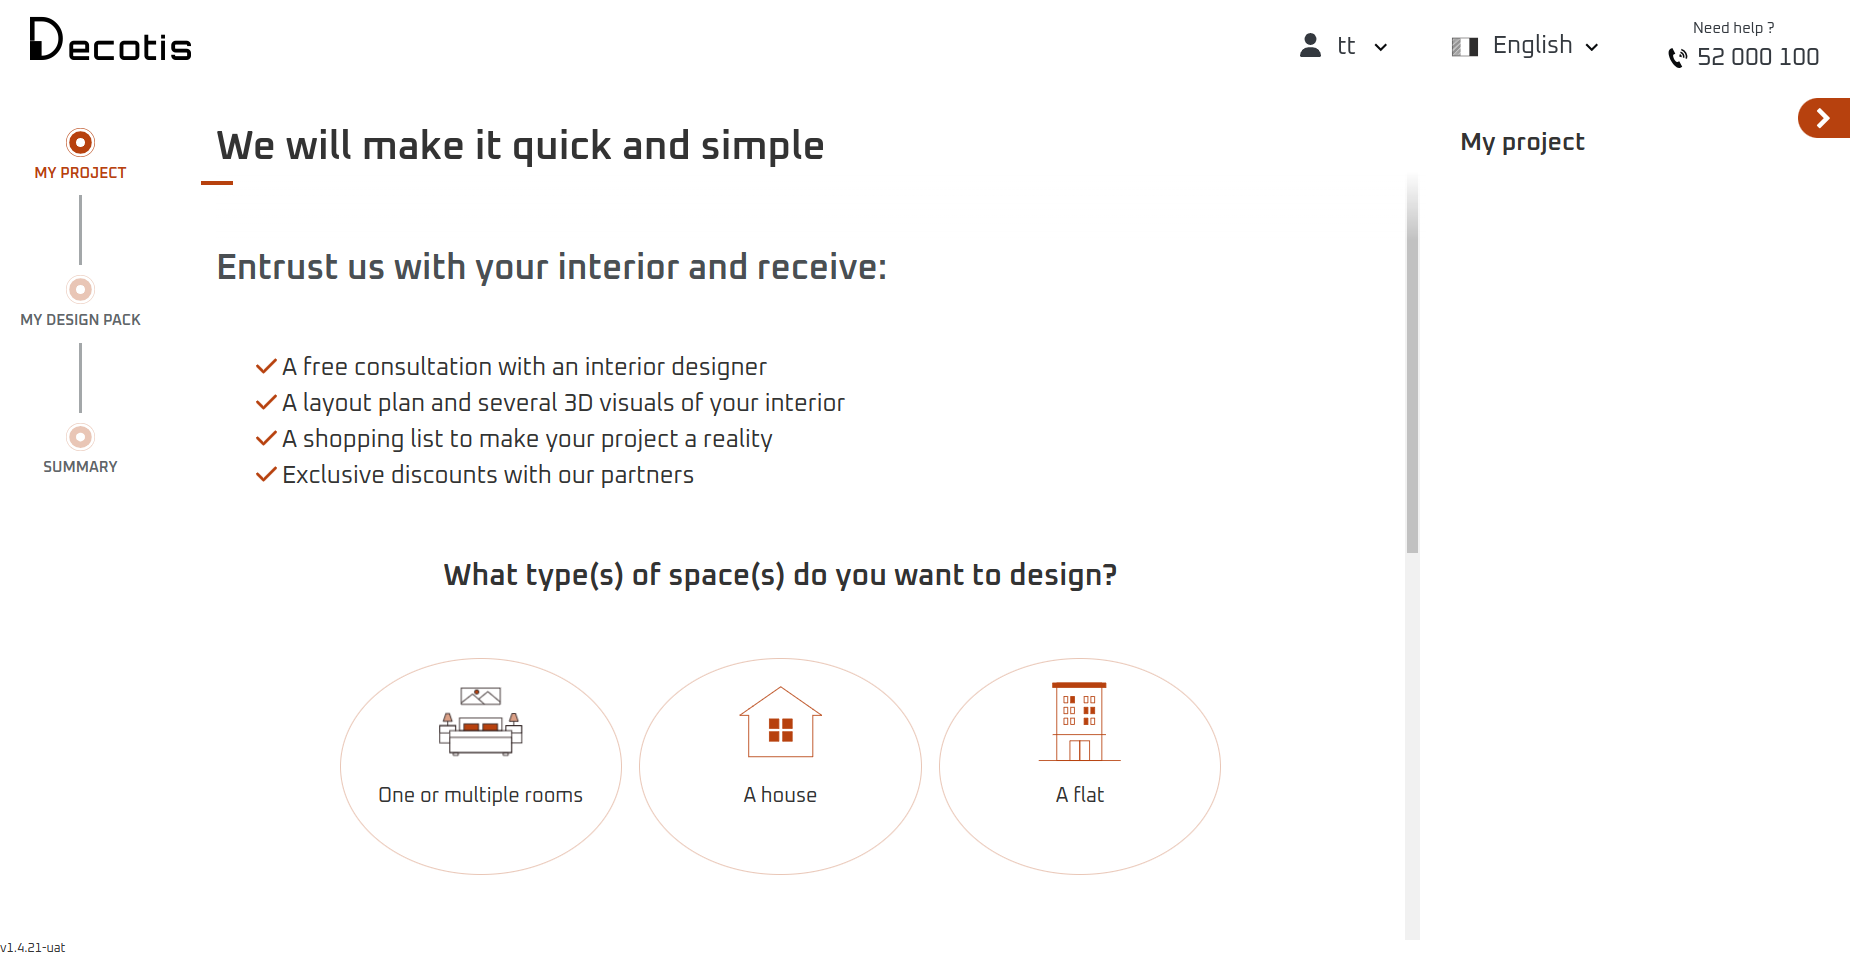 Decotis
tt
English
Need help ?
52 000 100
MY PROJECT
MY DESIGN PACK
SUMMARY
We will make it quick and simple
Entrust us with your interior and receive:
A free consultation with an interior designer
A layout plan and several 3D visuals of your interior
A shopping list to make your project a reality
Exclusive discounts with our partners
What type(s) of space(s) do you want to design?
One or multiple rooms
A house
A flat
My project
v1.4.21-uat